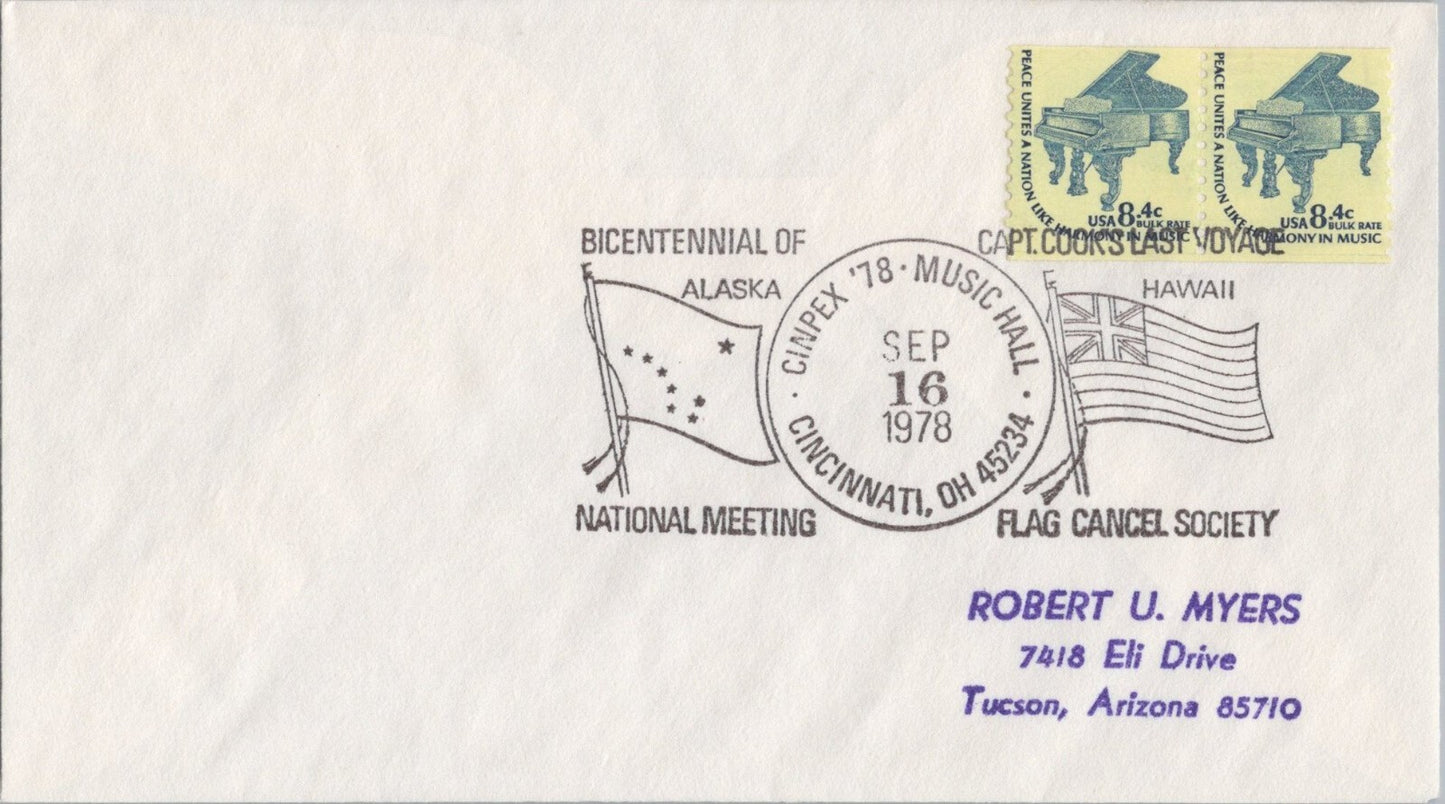 PEACE UNITES A NATION LIKE HARMONY IN MUSIC
USA 8.4c
BULK RATE
PEACE UNITES A NATION LIKE HARMONY IN MUSIC
USA 8.4c
BULK RATE
BICENTENNIAL OF CAPT. COOK'S LAST VOYAGE
ALASKA HAWAII
CINPEX '78 · MUSIC HALL
SEP
16
1978
· CINCINNATI, OH 45234 ·
NATIONAL MEETING FLAG CANCEL SOCIETY
ROBERT U. MYERS
7418 Eli Drive
Tucson, Arizona 85710